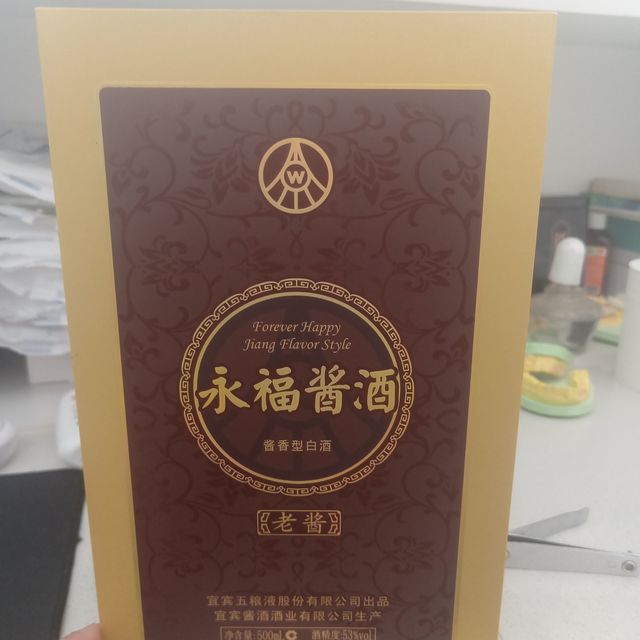 W
Forever Happy
Jiang Flavor Style
永福酱酒
酱香型白酒
老酱
宜宾五粮液股份有限公司出品
宜宾酱酒酒业有限公司生产
净含量:500ml C 酒精度:53%vol